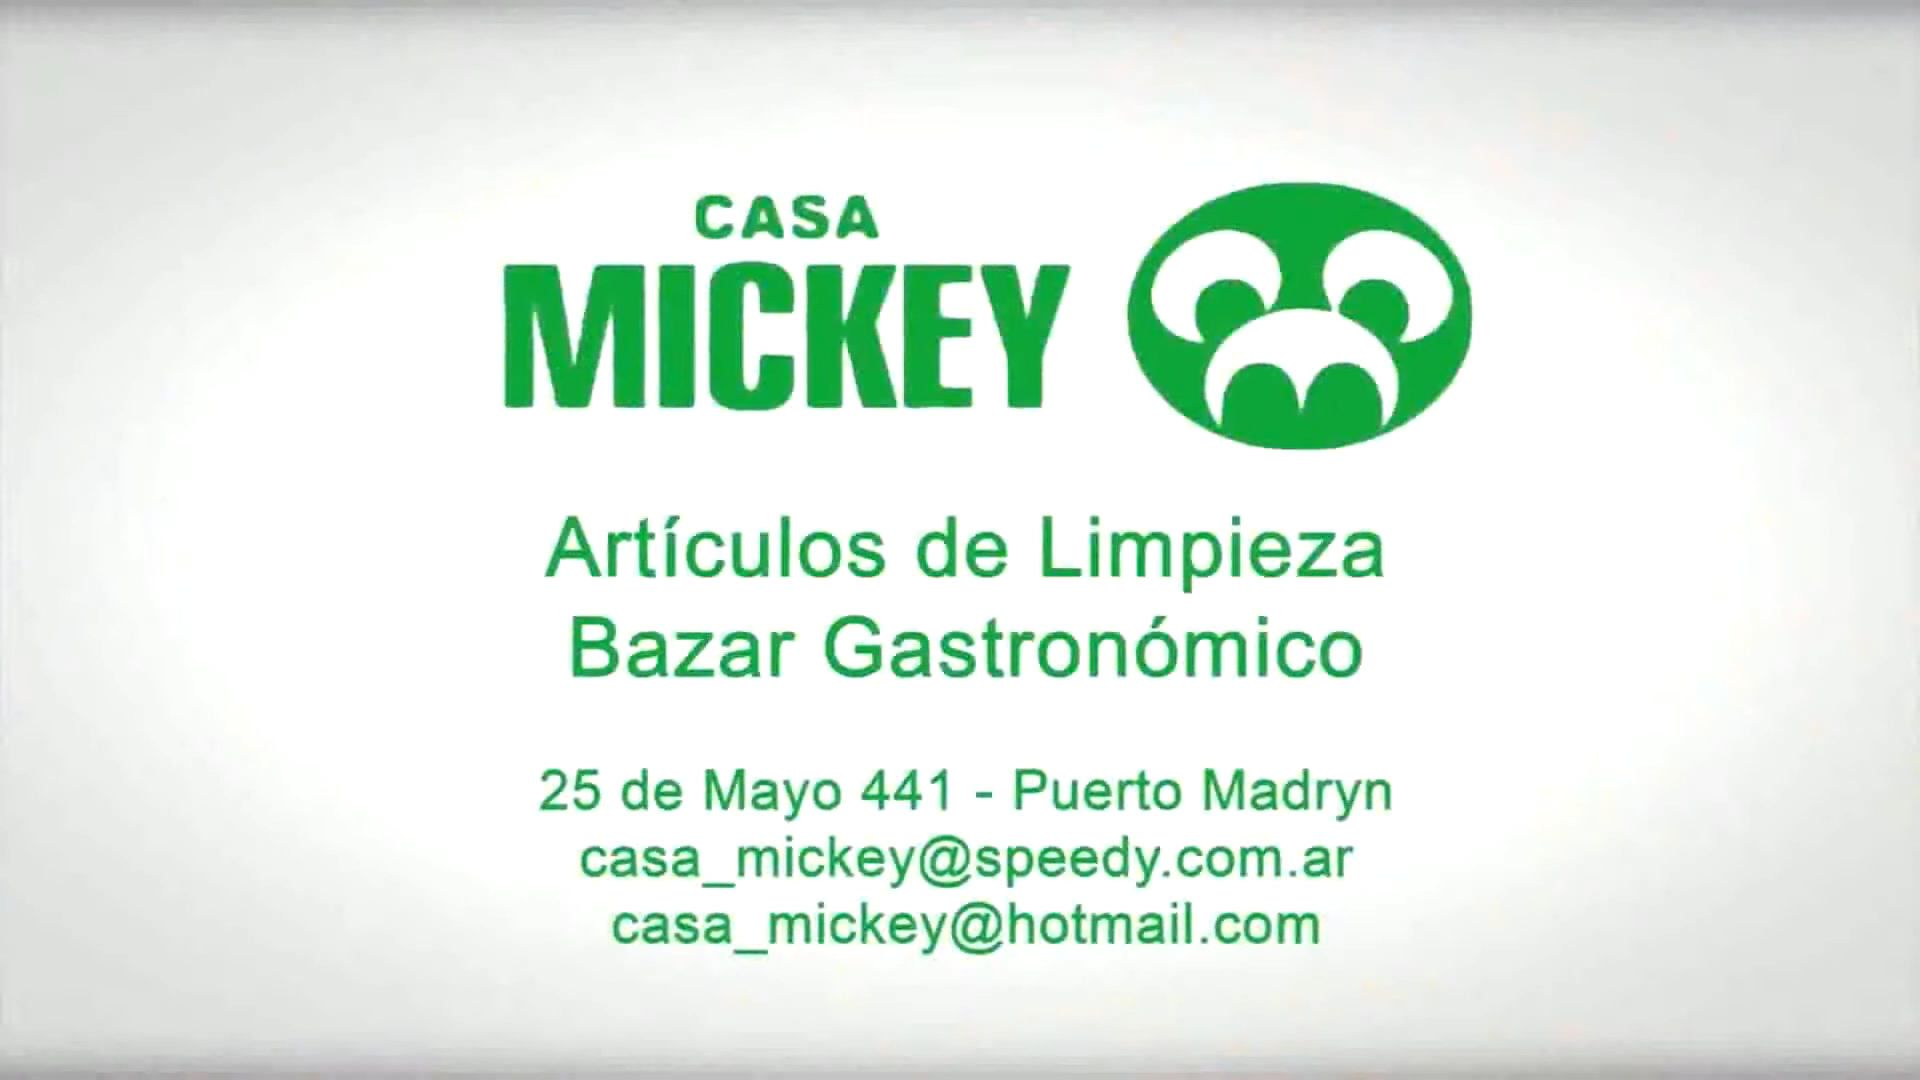 CASA
MICKEY
Artículos de Limpieza
Bazar Gastronómico
25 de Mayo 441 - Puerto Madryn
casa_mickey@speedy.com.ar
casa_mickey@hotmail.com